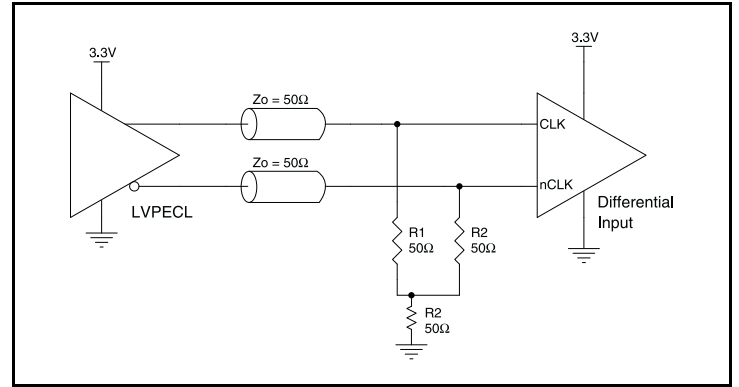 3.3V
3.3V
Zo = 50Ω
CLK
Zo = 50Ω
nCLK
LVPECL
Differential
Input
R1
50Ω
R2
50Ω
R2
50Ω